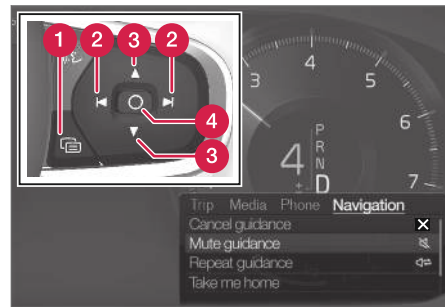 1 2 3 2
4
3
3 4 5 6 7
P
R
N
D
4
+
Trip Media Phone Navigation
Cancel guidance
Mute guidance
Repeat guidance
Take me home